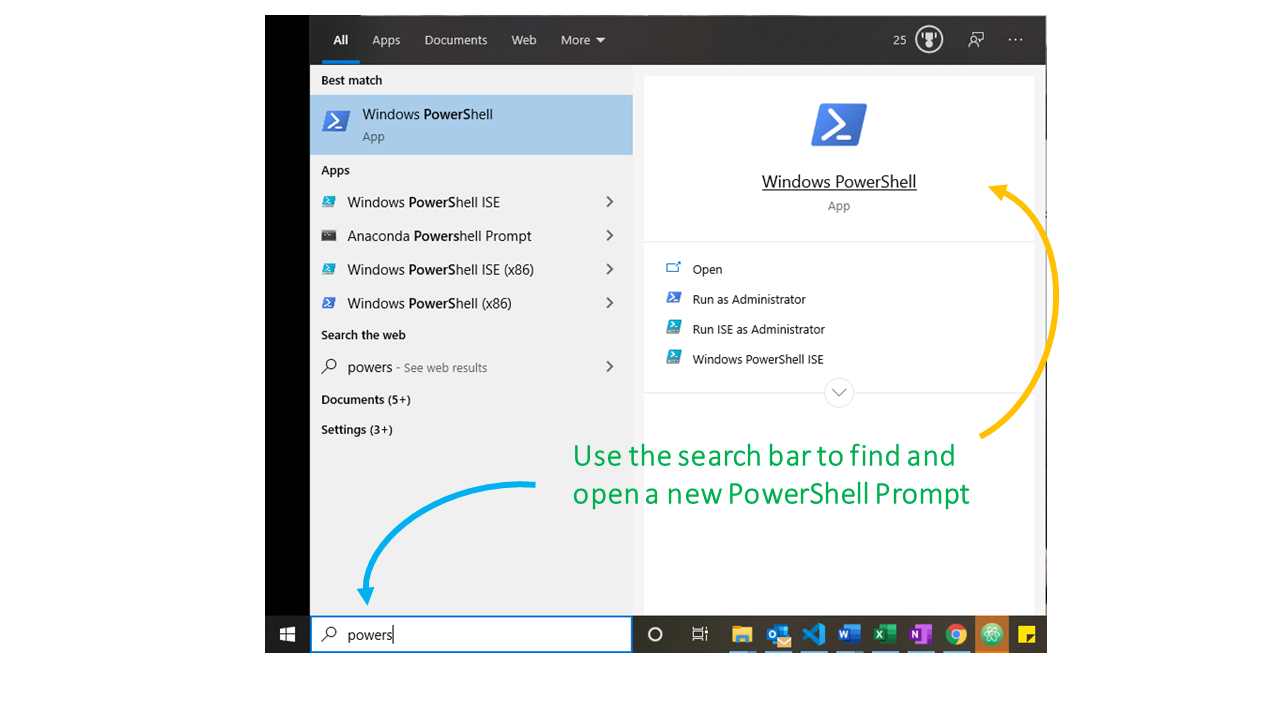 All Apps Documents Web More 25
Best match
Windows PowerShell
App
Apps
Windows PowerShell ISE
Anaconda Powershell Prompt
Windows PowerShell ISE (x86)
Windows PowerShell (x86)
Search the web
powers - See web results
Documents (5+)
Settings (3+)
Windows PowerShell
App
Open
Run as Administrator
Run ISE as Administrator
Windows PowerShell ISE
Use the search bar to find and
open a new PowerShell Prompt
powers